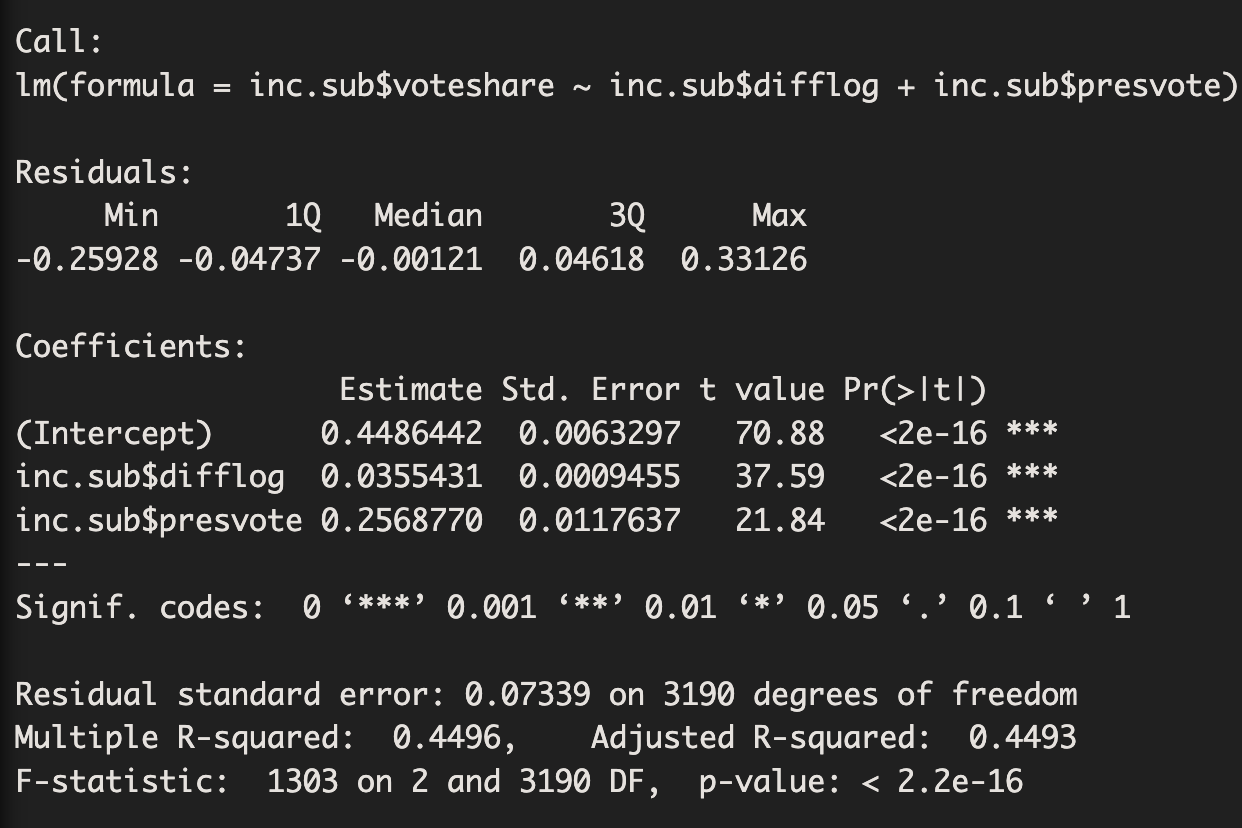 Call:
lm(formula = inc.sub$voteshare ~ inc.sub$difflog + inc.sub$presvote)
Residuals:
Min 1Q Median 3Q Max
-0.25928 -0.04737 -0.00121 0.04618 0.33126
Coefficients:
Estimate Std. Error t value Pr(>|t|)
(Intercept) 0.4486442 0.0063297 70.88 <2e-16 ***
inc.sub$difflog 0.0355431 0.0009455 37.59 <2e-16 ***
inc.sub$presvote 0.2568770 0.0117637 21.84 <2e-16 ***
---
Signif. codes: 0 ‘***’ 0.001 ‘**’ 0.01 ‘*’ 0.05 ‘.’ 0.1 ‘ ’ 1
Residual standard error: 0.07339 on 3190 degrees of freedom
Multiple R-squared: 0.4496, Adjusted R-squared: 0.4493
F-statistic: 1303 on 2 and 3190 DF, p-value: < 2.2e-16